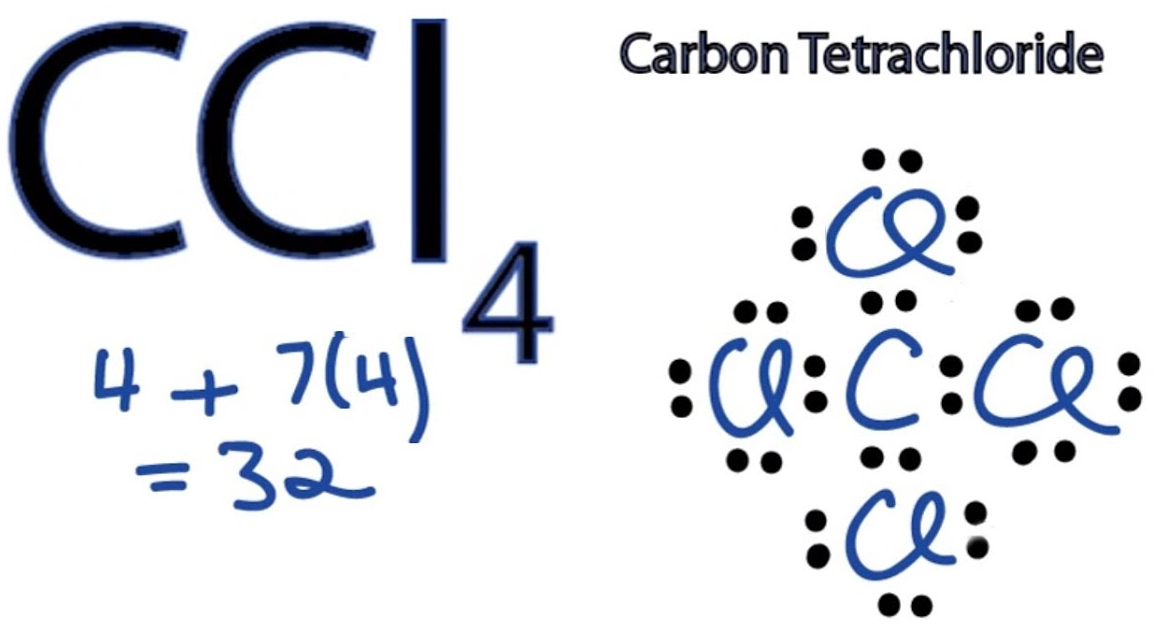 CCl4
4 + 7(4)
= 32
Carbon Tetrachloride
Cl
Cl C Cl
Cl